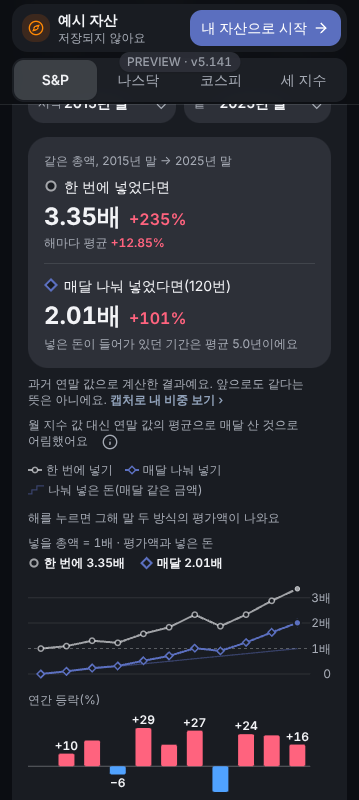 예시 자산
저장되지 않아요
내 자산으로 시작 →
PREVIEW · v5.141
S&P
나스닥
코스피
세 지수
2015년 말
2025년 말
같은 총액, 2015년 말 → 2025년 말
한 번에 넣었다면
3.35배 +235%
해마다 평균 +12.85%
매달 나눠 넣었다면(120번)
2.01배 +101%
넣은 돈이 들어가 있던 기간은 평균 5.0년이에요
과거 연말 값으로 계산한 결과예요. 앞으로도 같다는
뜻은 아니에요. 캡처로 내 비중 보기 ›
월 지수 값 대신 연말 값의 평균으로 매달 산 것으로
어림했어요
한 번에 넣기 매달 나눠 넣기
나눠 넣은 돈(매달 같은 금액)
해를 누르면 그해 말 두 방식의 평가액이 나와요
넣을 총액 = 1배 · 평가액과 넣은 돈
한 번에 3.35배 매달 2.01배
3배
2배
1배
0
연간 등락(%)
+10
−6
+29
+27
+24
+16